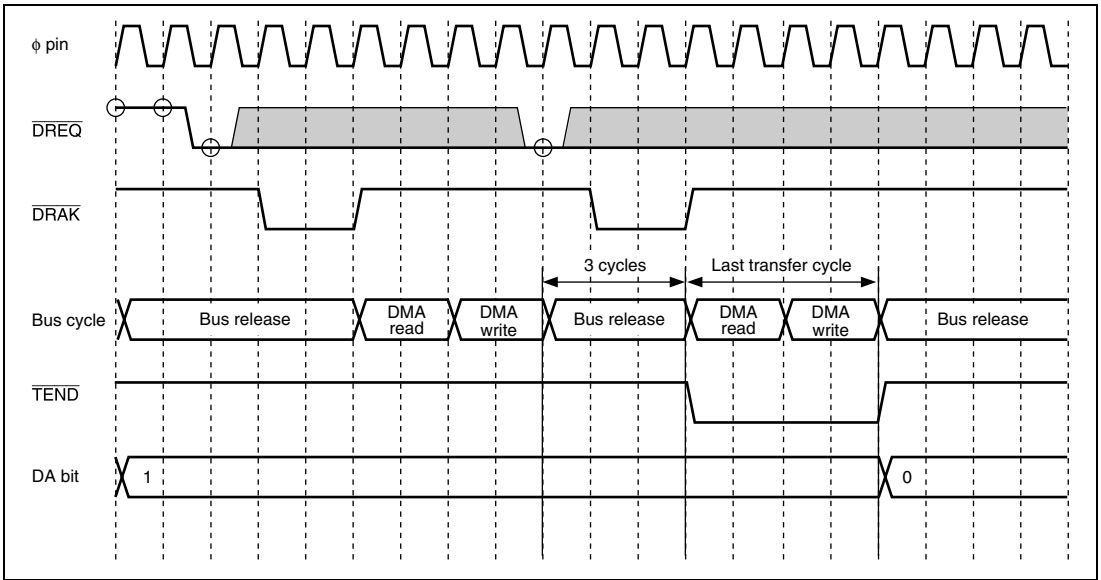 ϕ pin
DREQ
DRAK
3 cycles
Last transfer cycle
Bus cycle
Bus release
DMA read
DMA write
Bus release
DMA read
DMA write
Bus release
TEND
DA bit
1
0